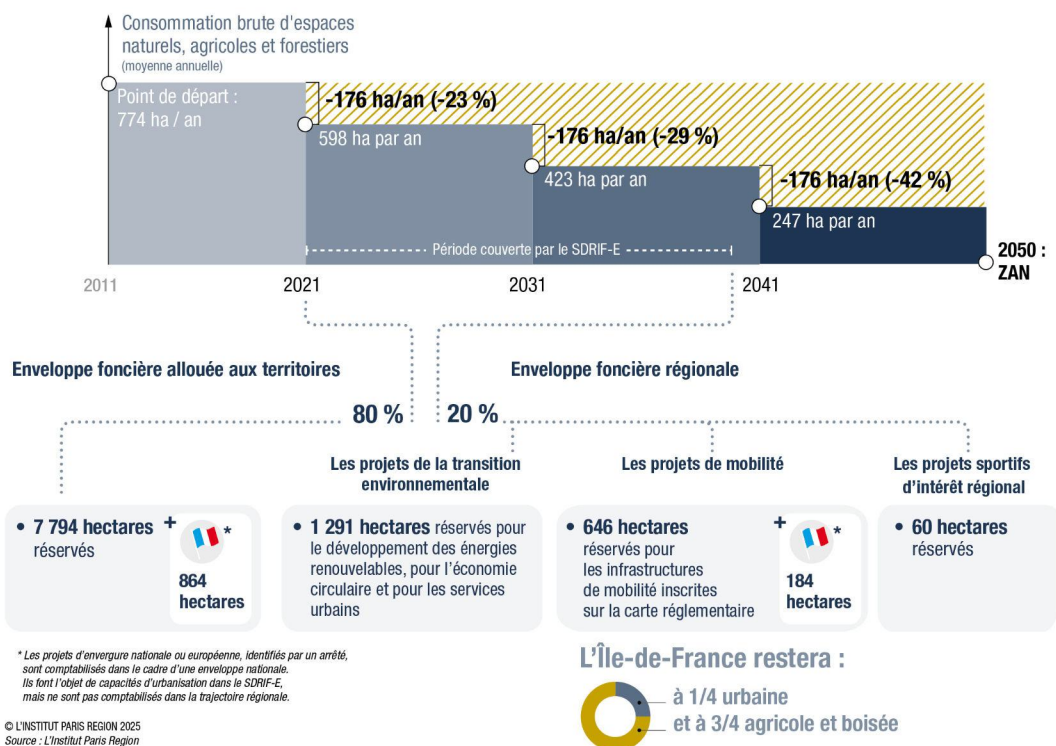 Consommation brute d'espaces
naturels, agricoles et forestiers
(moyenne annuelle)
Point de départ :
774 ha / an
-176 ha/an (-23 %)
598 ha par an
-176 ha/an (-29 %)
423 ha par an
-176 ha/an (-42 %)
247 ha par an
Période couverte par le SDRIF-E
2050 :
ZAN
2011
2021
2031
2041
Enveloppe foncière allouée aux territoires
Enveloppe foncière régionale
80 %
20 %
Les projets de la transition
environnementale
Les projets de mobilité
Les projets sportifs
d'intérêt régional
• 7 794 hectares
réservés
+
*
864
hectares
• 1 291 hectares réservés pour
le développement des énergies
renouvelables, pour l'économie
circulaire et pour les services
urbains
• 646 hectares
réservés pour
les infrastructures
de mobilité inscrites
sur la carte réglementaire
+
*
184
hectares
• 60 hectares
réservés
* Les projets d'envergure nationale ou européenne, identifiés par un arrêté,
sont comptabilisés dans le cadre d'une enveloppe nationale.
Ils font l'objet de capacités d'urbanisation dans le SDRIF-E,
mais ne sont pas comptabilisés dans la trajectoire régionale.
L'Île-de-France restera :
à 1/4 urbaine
et à 3/4 agricole et boisée
© L'INSTITUT PARIS REGION 2025
Source : L'Institut Paris Region